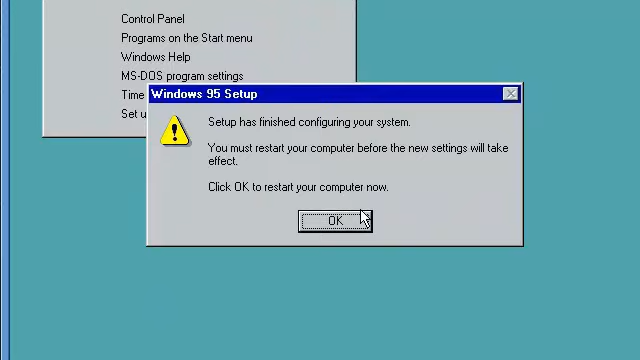 Control Panel
Programs on the Start menu
Windows Help
MS-DOS program settings
Time
Set u
Windows 95 Setup
Setup has finished configuring your system.
You must restart your computer before the new settings will take
effect.
Click OK to restart your computer now.
OK